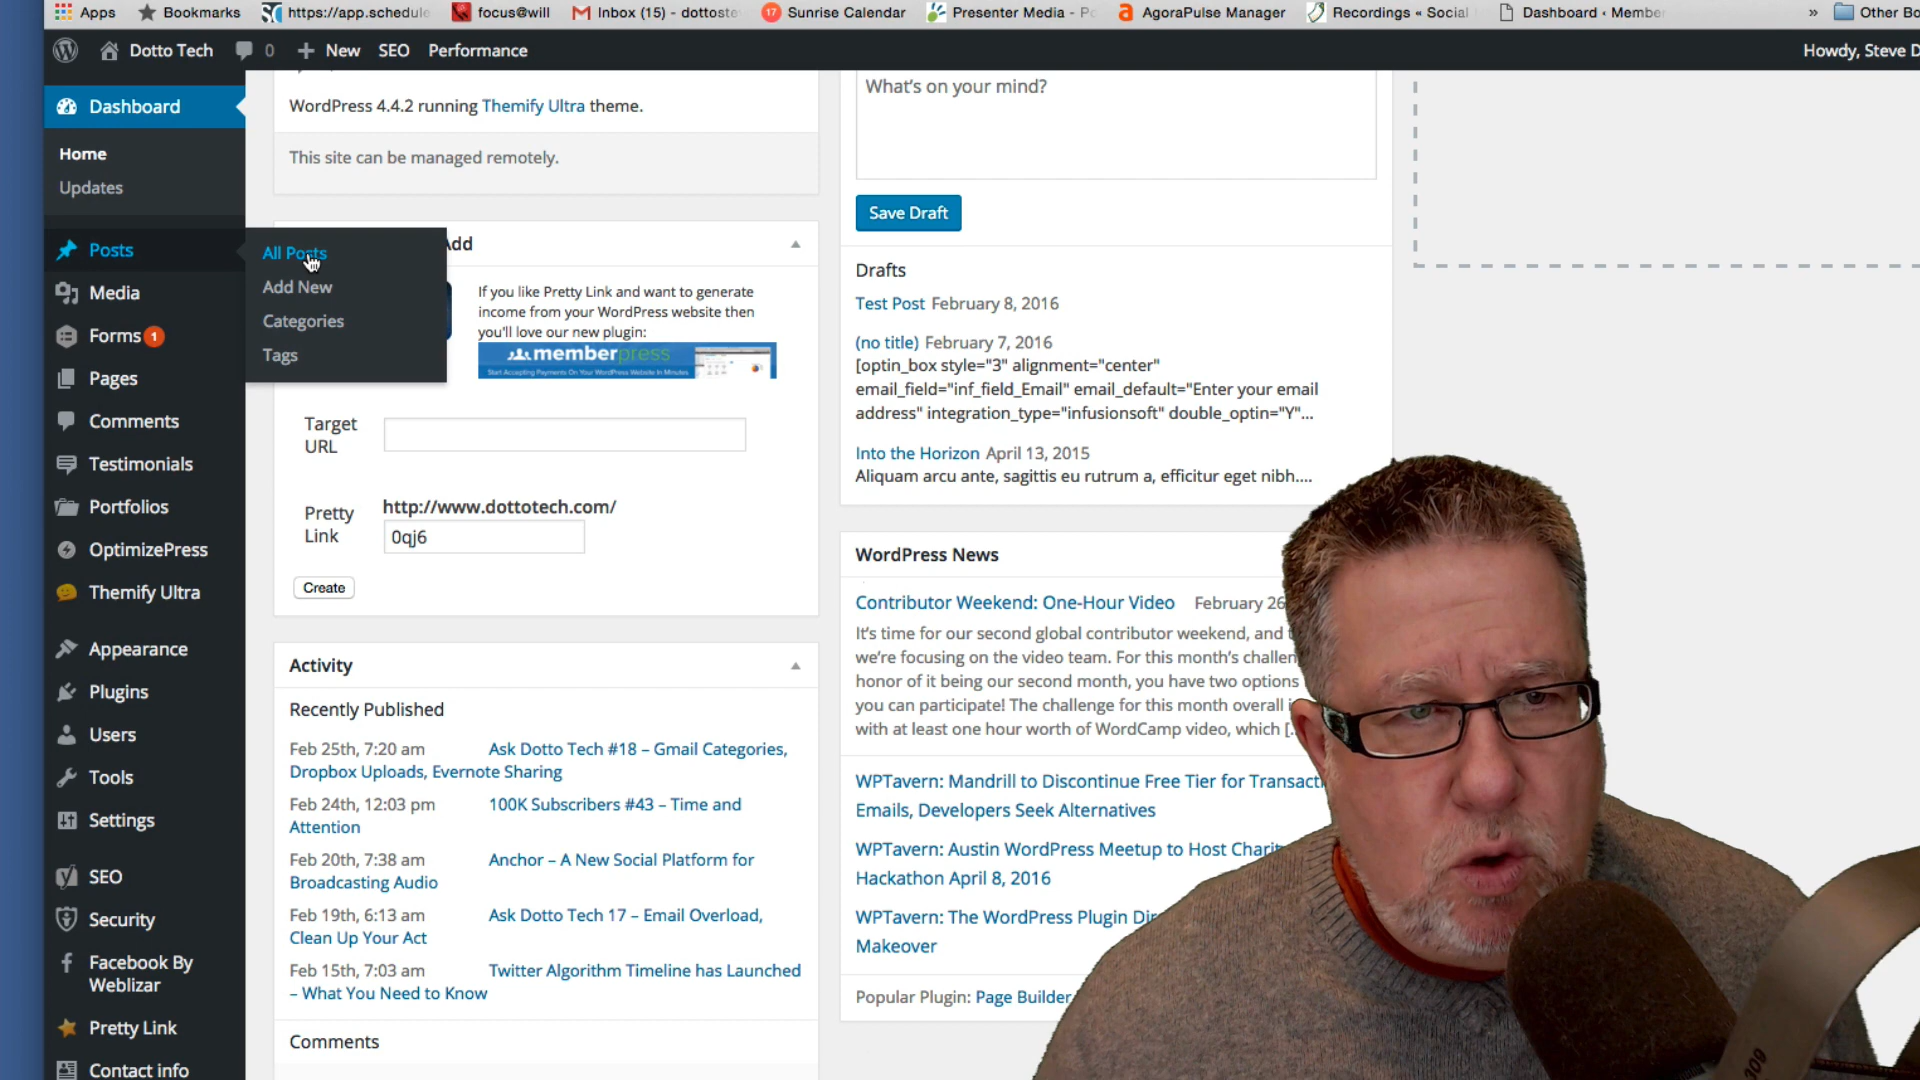 Apps
Bookmarks
https://app.schedule
focus@will
Inbox (15) - dottoste
17 Sunrise Calendar
Presenter Media - P
AgoraPulse Manager
Recordings « Social
Dashboard ‹ Membe
»
Other Bo
Dotto Tech
0
New
SEO
Performance
Howdy, Steve D
Dashboard
Home
Updates
Posts
Media
Forms 1
Pages
Comments
Testimonials
Portfolios
OptimizePress
Themify Ultra
Appearance
Plugins
Users
Tools
Settings
SEO
Security
Facebook By
Weblizar
Pretty Link
Contact info
All Posts
Add New
Categories
Tags
WordPress 4.4.2 running Themify Ultra theme.
This site can be managed remotely.
Add
If you like Pretty Link and want to generate
income from your WordPress website then
you'll love our new plugin:
memberpress
Start Accepting Payments On Your WordPress Website In Minutes
Target
URL
Pretty
Link
http://www.dottotech.com/
0qj6
Create
Activity
Recently Published
Feb 25th, 7:20 am Ask Dotto Tech #18 – Gmail Categories,
Dropbox Uploads, Evernote Sharing
Feb 24th, 12:03 pm 100K Subscribers #43 – Time and
Attention
Feb 20th, 7:38 am Anchor – A New Social Platform for
Broadcasting Audio
Feb 19th, 6:13 am Ask Dotto Tech 17 – Email Overload,
Clean Up Your Act
Feb 15th, 7:03 am Twitter Algorithm Timeline has Launched
– What You Need to Know
Comments
What's on your mind?
Save Draft
Drafts
Test Post February 8, 2016
(no title) February 7, 2016
[optin_box style="3" alignment="center"
email_field="inf_field_Email" email_default="Enter your email
address" integration_type="infusionsoft" double_optin="Y"...
Into the Horizon April 13, 2015
Aliquam arcu ante, sagittis eu rutrum a, efficitur eget nibh....
WordPress News
Contributor Weekend: One-Hour Video February 26
It's time for our second global contributor weekend, and
we're focusing on the video team. For this month's challen
honor of it being our second month, you have two options
you can participate! The challenge for this month overall i
with at least one hour worth of WordCamp video, which [.
WPTavern: Mandrill to Discontinue Free Tier for Transact
Emails, Developers Seek Alternatives
WPTavern: Austin WordPress Meetup to Host Charit
Hackathon April 8, 2016
WPTavern: The WordPress Plugin Dir
Makeover
Popular Plugin: Page Builder
309